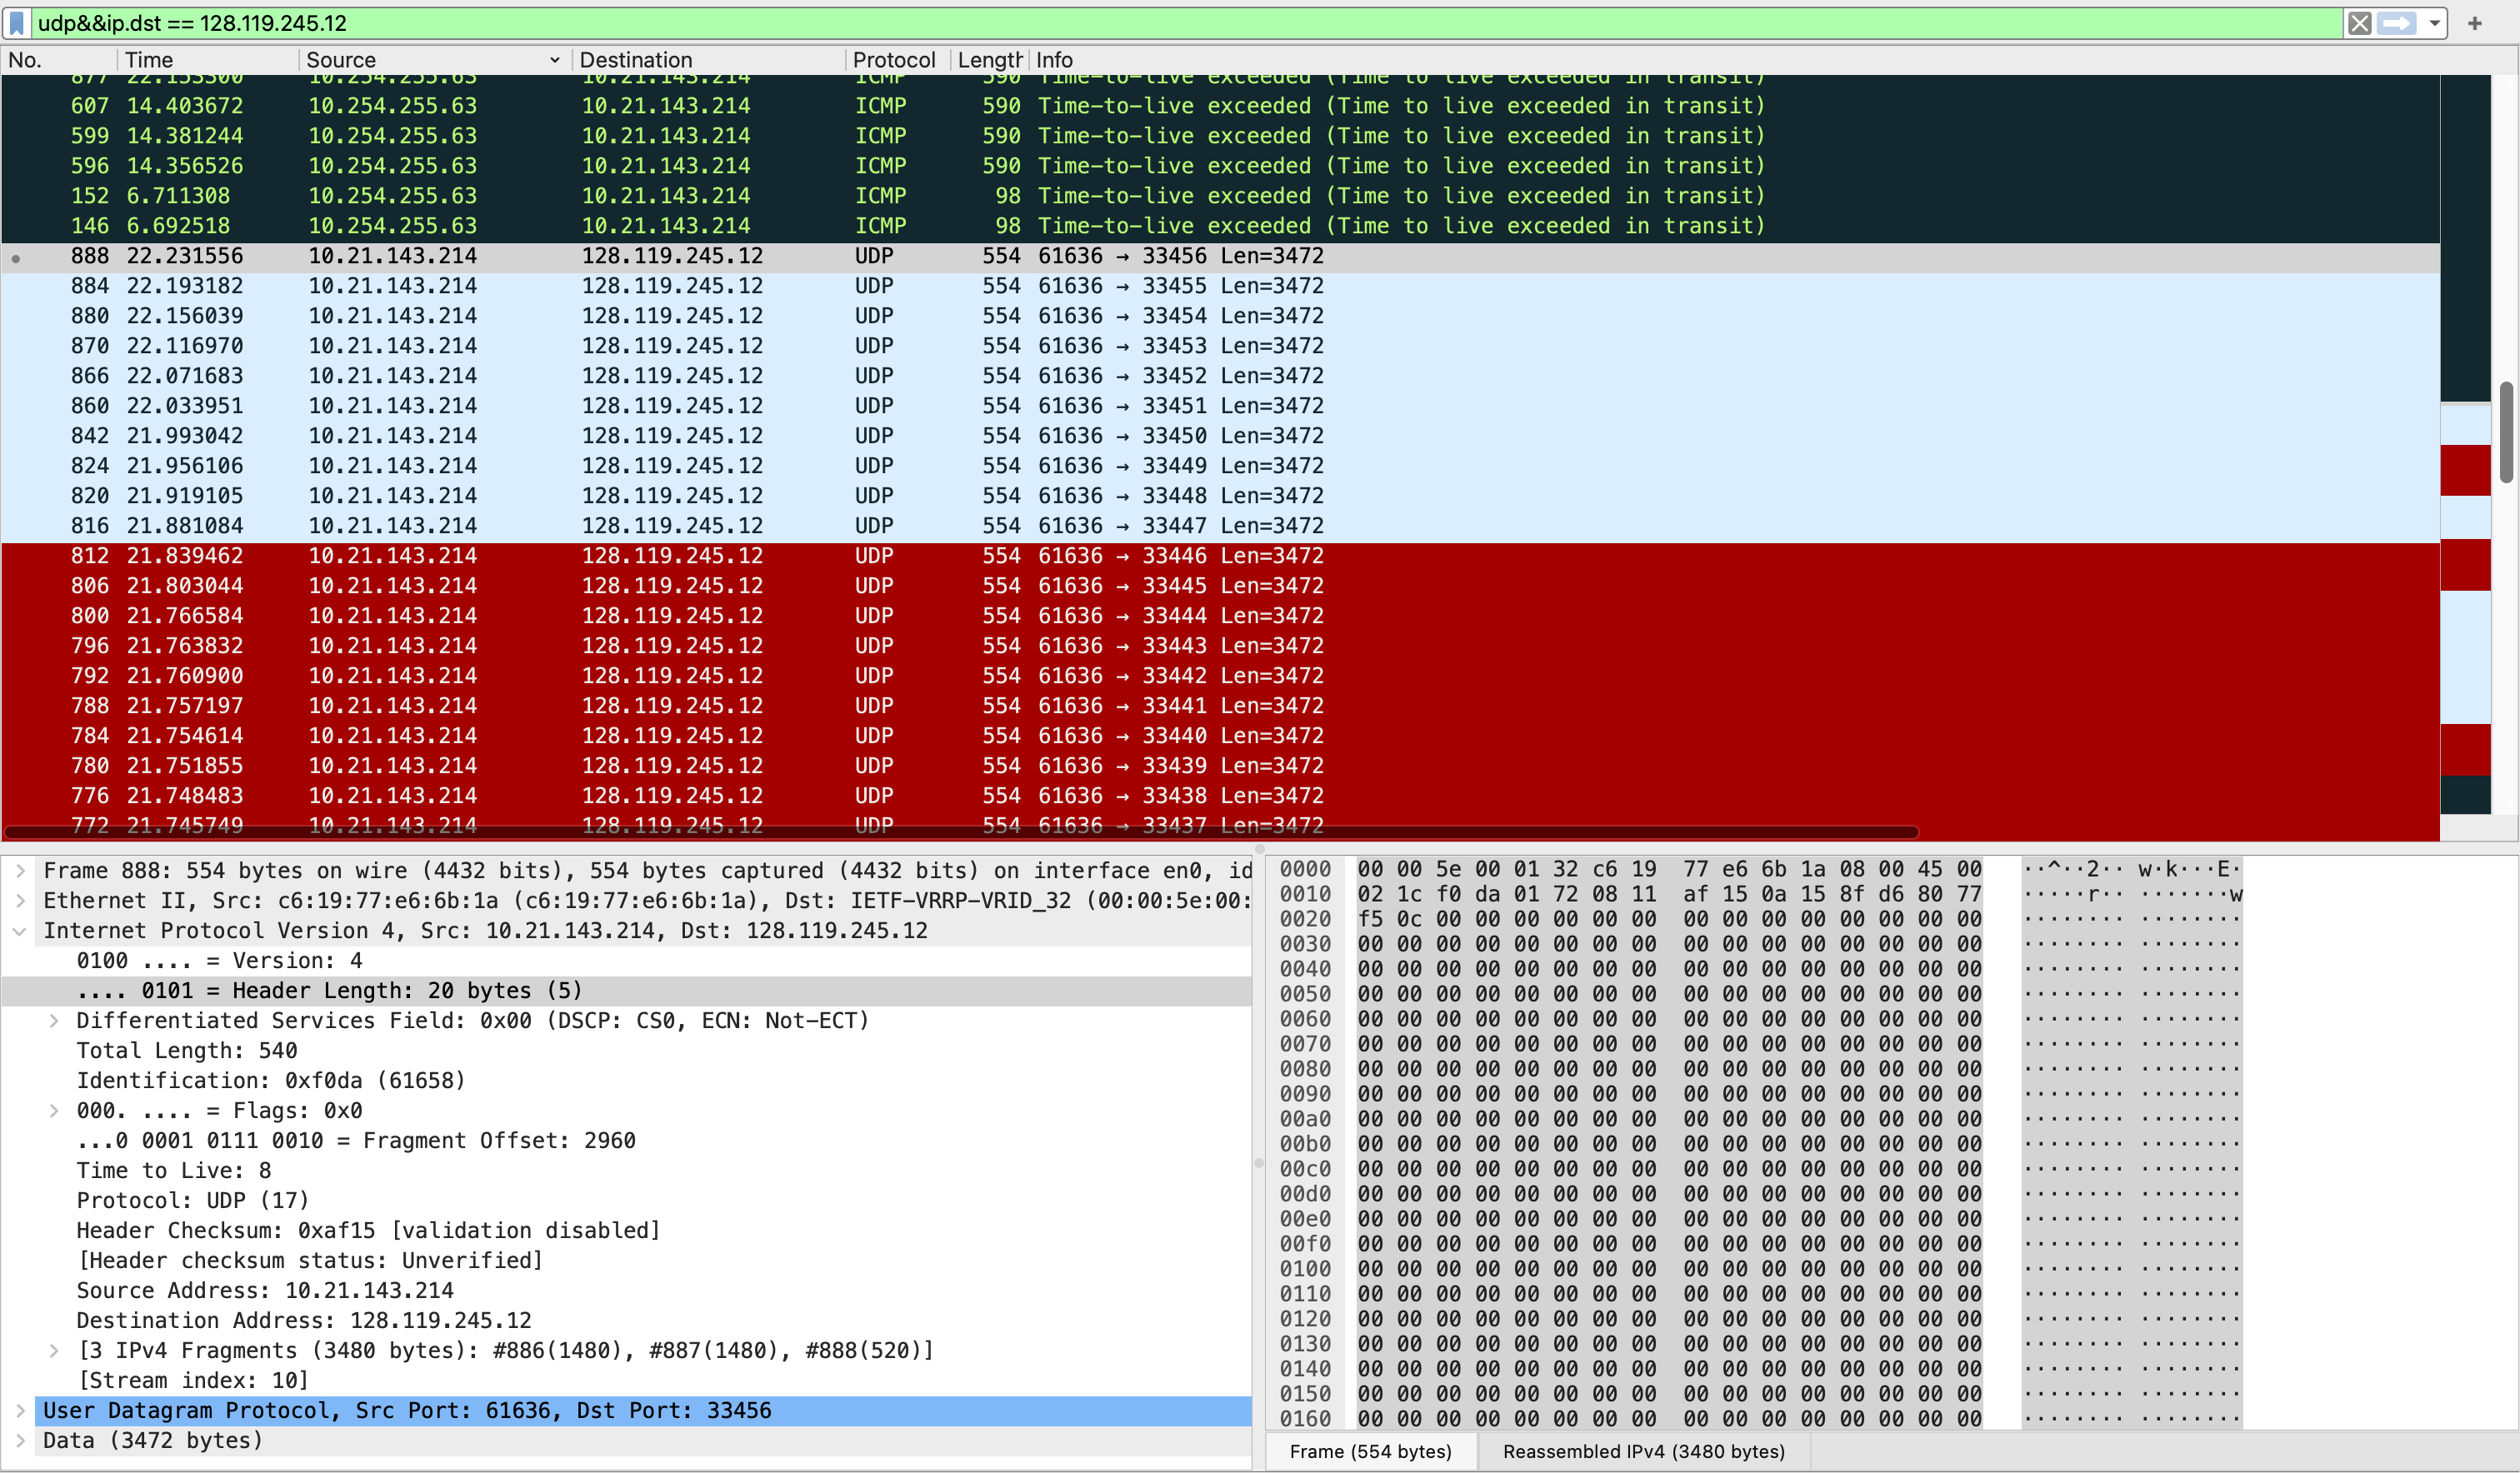 udp&&ip.dst == 128.119.245.12
No. Time Source Destination Protocol Length Info
877 22.153300 10.254.255.63 10.21.143.214 ICMP 590 Time-to-live exceeded (Time to live exceeded in transit)
607 14.403672 10.254.255.63 10.21.143.214 ICMP 590 Time-to-live exceeded (Time to live exceeded in transit)
599 14.381244 10.254.255.63 10.21.143.214 ICMP 590 Time-to-live exceeded (Time to live exceeded in transit)
596 14.356526 10.254.255.63 10.21.143.214 ICMP 590 Time-to-live exceeded (Time to live exceeded in transit)
152 6.711308 10.254.255.63 10.21.143.214 ICMP 98 Time-to-live exceeded (Time to live exceeded in transit)
146 6.692518 10.254.255.63 10.21.143.214 ICMP 98 Time-to-live exceeded (Time to live exceeded in transit)
888 22.231556 10.21.143.214 128.119.245.12 UDP 554 61636 → 33456 Len=3472
884 22.193182 10.21.143.214 128.119.245.12 UDP 554 61636 → 33455 Len=3472
880 22.156039 10.21.143.214 128.119.245.12 UDP 554 61636 → 33454 Len=3472
870 22.116970 10.21.143.214 128.119.245.12 UDP 554 61636 → 33453 Len=3472
866 22.071683 10.21.143.214 128.119.245.12 UDP 554 61636 → 33452 Len=3472
860 22.033951 10.21.143.214 128.119.245.12 UDP 554 61636 → 33451 Len=3472
842 21.993042 10.21.143.214 128.119.245.12 UDP 554 61636 → 33450 Len=3472
824 21.956106 10.21.143.214 128.119.245.12 UDP 554 61636 → 33449 Len=3472
820 21.919105 10.21.143.214 128.119.245.12 UDP 554 61636 → 33448 Len=3472
816 21.881084 10.21.143.214 128.119.245.12 UDP 554 61636 → 33447 Len=3472
812 21.839462 10.21.143.214 128.119.245.12 UDP 554 61636 → 33446 Len=3472
806 21.803044 10.21.143.214 128.119.245.12 UDP 554 61636 → 33445 Len=3472
800 21.766584 10.21.143.214 128.119.245.12 UDP 554 61636 → 33444 Len=3472
796 21.763832 10.21.143.214 128.119.245.12 UDP 554 61636 → 33443 Len=3472
792 21.760900 10.21.143.214 128.119.245.12 UDP 554 61636 → 33442 Len=3472
788 21.757197 10.21.143.214 128.119.245.12 UDP 554 61636 → 33441 Len=3472
784 21.754614 10.21.143.214 128.119.245.12 UDP 554 61636 → 33440 Len=3472
780 21.751855 10.21.143.214 128.119.245.12 UDP 554 61636 → 33439 Len=3472
776 21.748483 10.21.143.214 128.119.245.12 UDP 554 61636 → 33438 Len=3472
772 21.745749 10.21.143.214 128.119.245.12 UDP 554 61636 → 33437 Len=3472
Frame 888: 554 bytes on wire (4432 bits), 554 bytes captured (4432 bits) on interface en0, id
Ethernet II, Src: c6:19:77:e6:6b:1a (c6:19:77:e6:6b:1a), Dst: IETF-VRRP-VRID_32 (00:00:5e:00:
Internet Protocol Version 4, Src: 10.21.143.214, Dst: 128.119.245.12
0100 .... = Version: 4
.... 0101 = Header Length: 20 bytes (5)
Differentiated Services Field: 0x00 (DSCP: CS0, ECN: Not-ECT)
Total Length: 540
Identification: 0xf0da (61658)
000. .... = Flags: 0x0
...0 0001 0111 0010 = Fragment Offset: 2960
Time to Live: 8
Protocol: UDP (17)
Header Checksum: 0xaf15 [validation disabled]
[Header checksum status: Unverified]
Source Address: 10.21.143.214
Destination Address: 128.119.245.12
[3 IPv4 Fragments (3480 bytes): #886(1480), #887(1480), #888(520)]
[Stream index: 10]
User Datagram Protocol, Src Port: 61636, Dst Port: 33456
Data (3472 bytes)
0000 00 00 5e 00 01 32 c6 19 77 e6 6b 1a 08 00 45 00 ··^··2·· w·k···E·
0010 02 1c f0 da 01 72 08 11 af 15 0a 15 8f d6 80 77 ·····r·· ·······w
0020 f5 0c 00 00 00 00 00 00 00 00 00 00 00 00 00 00 ········ ········
0030 00 00 00 00 00 00 00 00 00 00 00 00 00 00 00 00 ········ ········
0040 00 00 00 00 00 00 00 00 00 00 00 00 00 00 00 00 ········ ········
0050 00 00 00 00 00 00 00 00 00 00 00 00 00 00 00 00 ········ ········
0060 00 00 00 00 00 00 00 00 00 00 00 00 00 00 00 00 ········ ········
0070 00 00 00 00 00 00 00 00 00 00 00 00 00 00 00 00 ········ ········
0080 00 00 00 00 00 00 00 00 00 00 00 00 00 00 00 00 ········ ········
0090 00 00 00 00 00 00 00 00 00 00 00 00 00 00 00 00 ········ ········
00a0 00 00 00 00 00 00 00 00 00 00 00 00 00 00 00 00 ········ ········
00b0 00 00 00 00 00 00 00 00 00 00 00 00 00 00 00 00 ········ ········
00c0 00 00 00 00 00 00 00 00 00 00 00 00 00 00 00 00 ········ ········
00d0 00 00 00 00 00 00 00 00 00 00 00 00 00 00 00 00 ········ ········
00e0 00 00 00 00 00 00 00 00 00 00 00 00 00 00 00 00 ········ ········
00f0 00 00 00 00 00 00 00 00 00 00 00 00 00 00 00 00 ········ ········
0100 00 00 00 00 00 00 00 00 00 00 00 00 00 00 00 00 ········ ········
0110 00 00 00 00 00 00 00 00 00 00 00 00 00 00 00 00 ········ ········
0120 00 00 00 00 00 00 00 00 00 00 00 00 00 00 00 00 ········ ········
0130 00 00 00 00 00 00 00 00 00 00 00 00 00 00 00 00 ········ ········
0140 00 00 00 00 00 00 00 00 00 00 00 00 00 00 00 00 ········ ········
0150 00 00 00 00 00 00 00 00 00 00 00 00 00 00 00 00 ········ ········
0160 00 00 00 00 00 00 00 00 00 00 00 00 00 00 00 00 ········ ········
Frame (554 bytes) Reassembled IPv4 (3480 bytes)